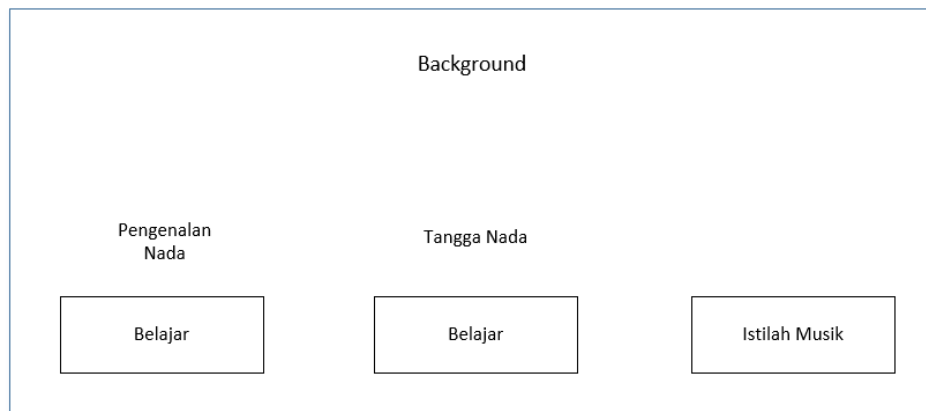 Background
Pengenalan
Nada
Tangga Nada
Belajar
Belajar
Istilah Musik